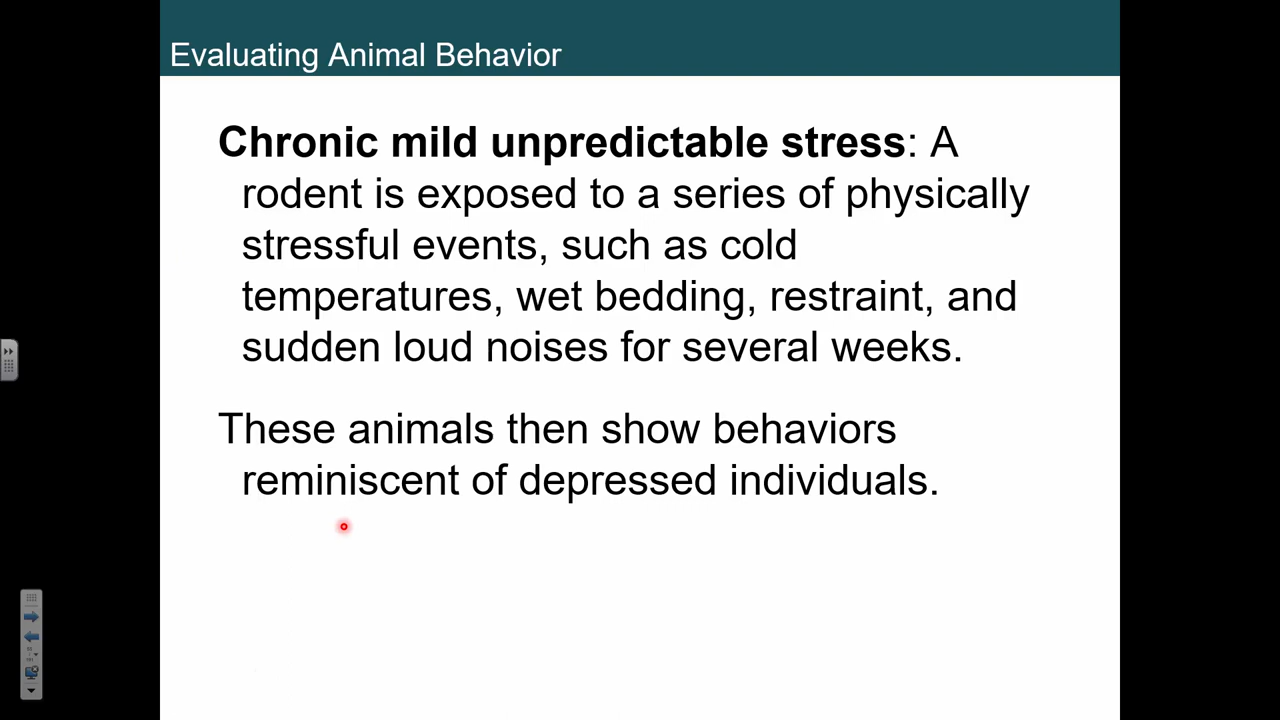 Evaluating Animal Behavior
Chronic mild unpredictable stress: A
rodent is exposed to a series of physically
stressful events, such as cold
temperatures, wet bedding, restraint, and
sudden loud noises for several weeks.
These animals then show behaviors
reminiscent of depressed individuals.